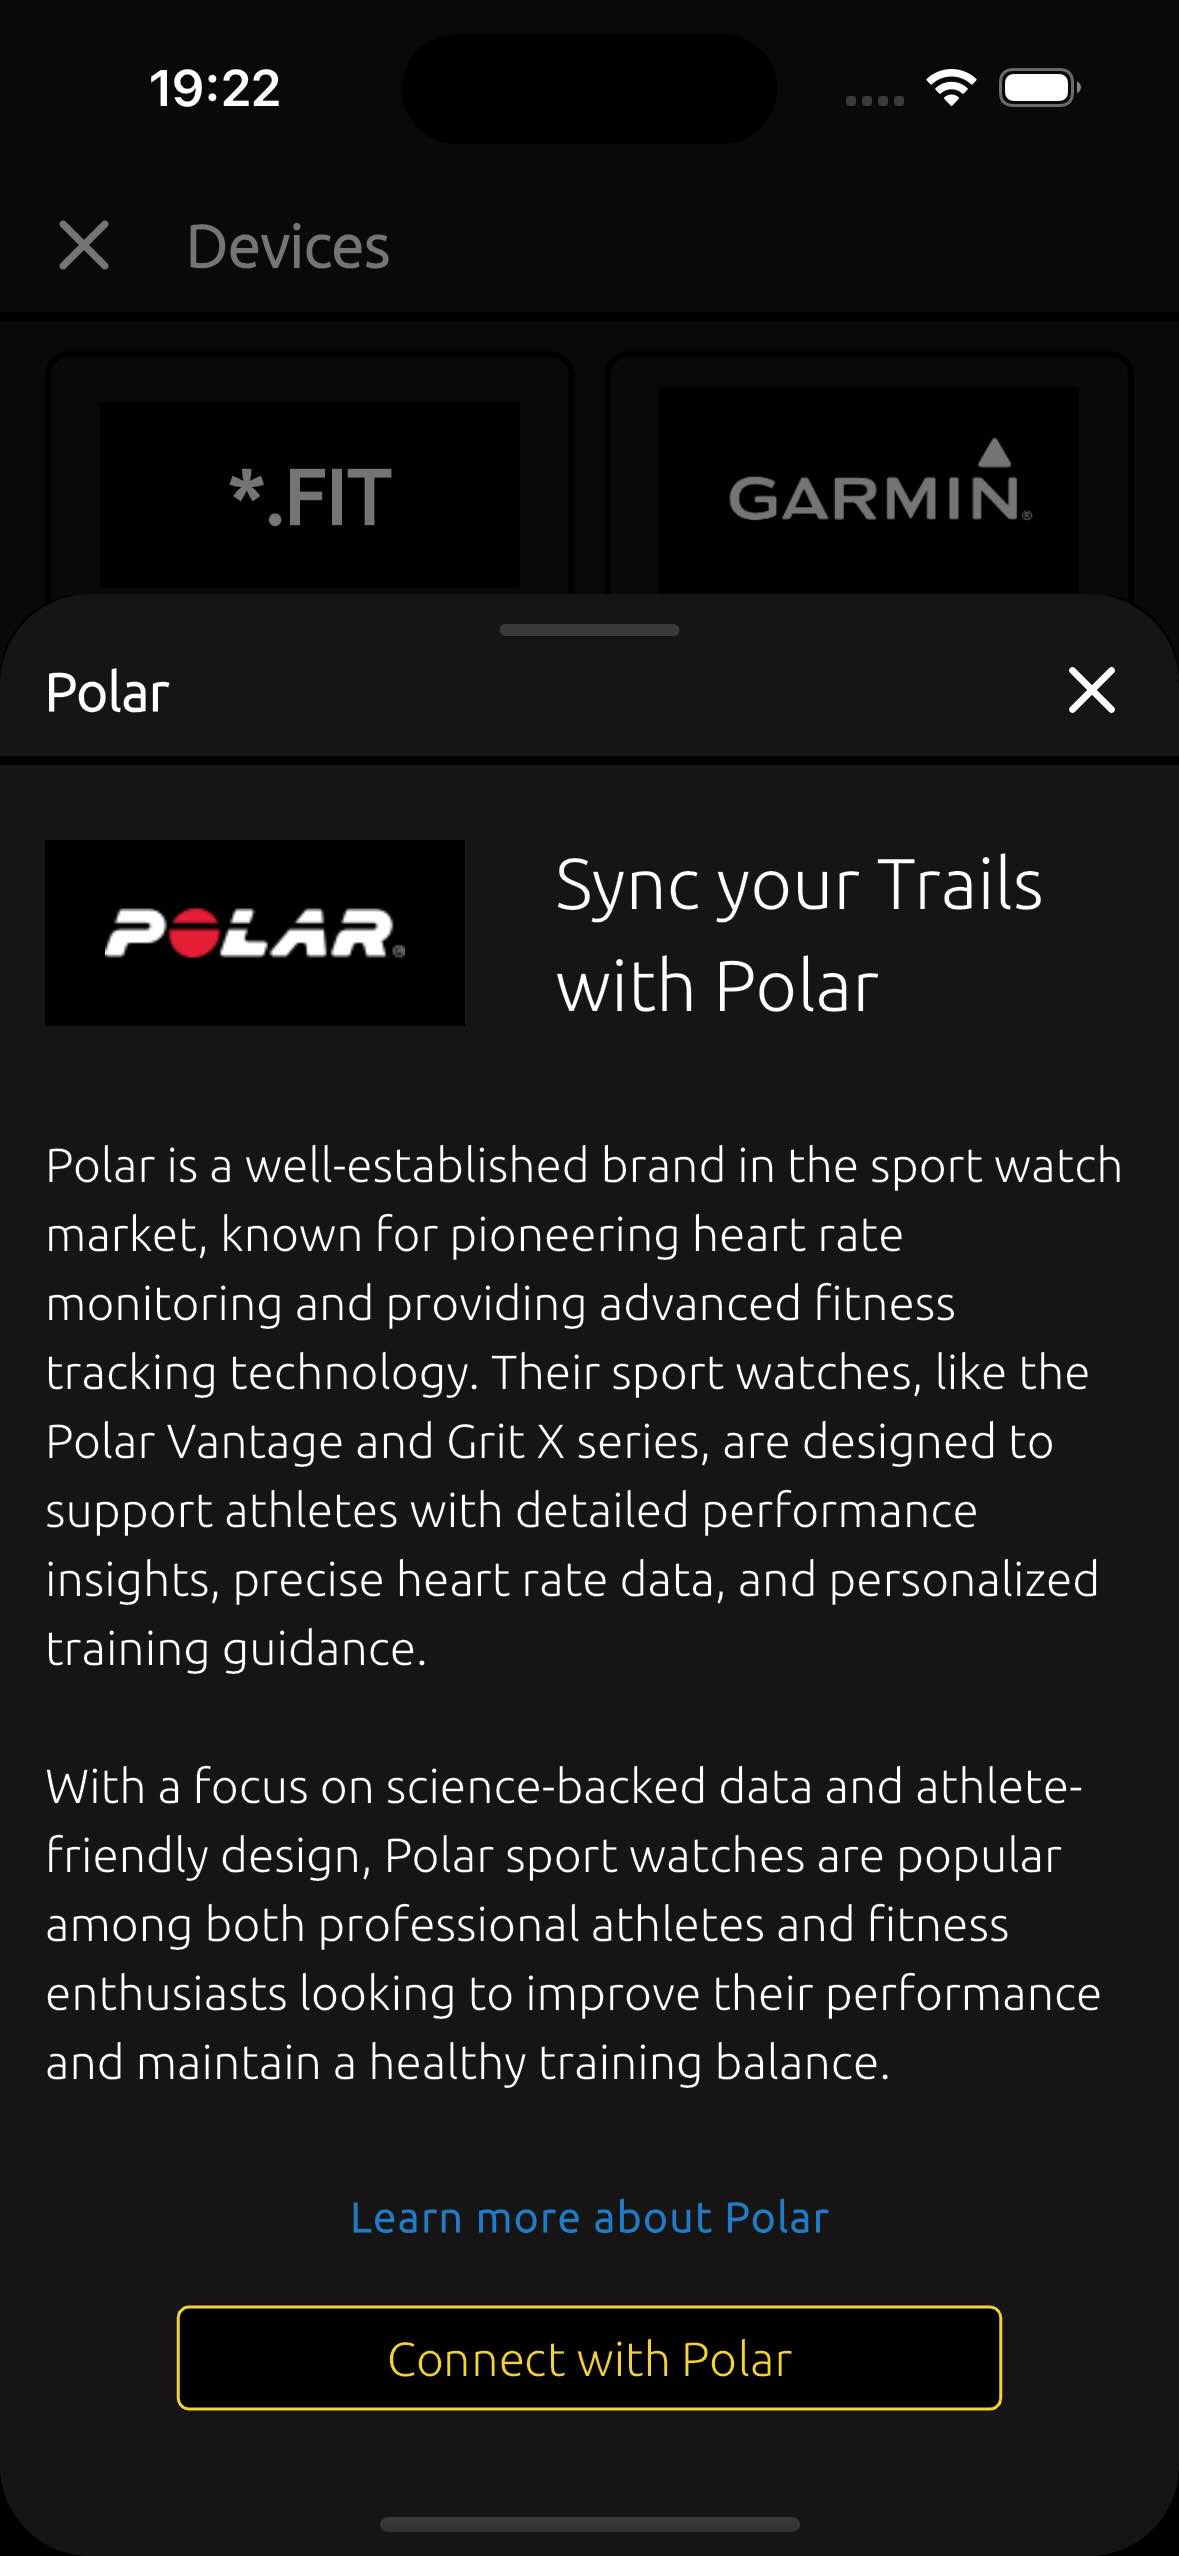 19:22
Devices
*.FIT
GARMIN®
Polar
POLAR®
Sync your Trails
with Polar
Polar is a well-established brand in the sport watch
market, known for pioneering heart rate
monitoring and providing advanced fitness
tracking technology. Their sport watches, like the
Polar Vantage and Grit X series, are designed to
support athletes with detailed performance
insights, precise heart rate data, and personalized
training guidance.
With a focus on science-backed data and athlete-
friendly design, Polar sport watches are popular
among both professional athletes and fitness
enthusiasts looking to improve their performance
and maintain a healthy training balance.
Learn more about Polar
Connect with Polar